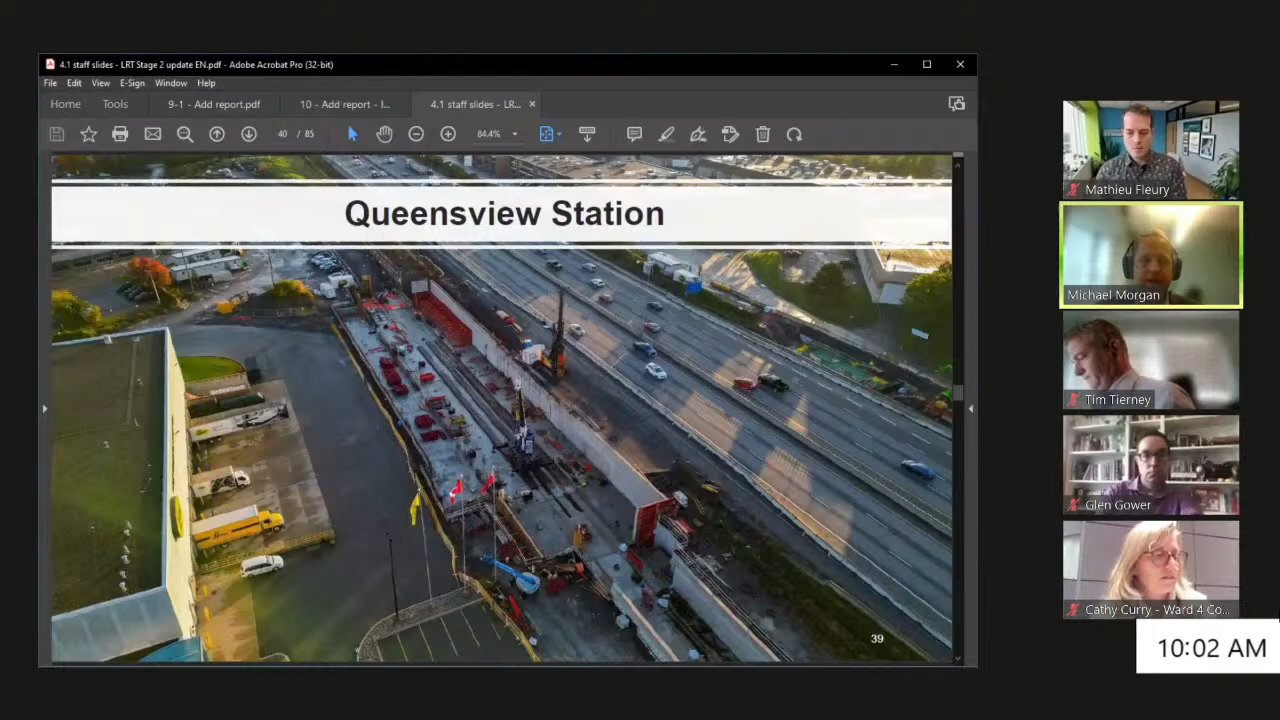 4.1 staff slides - LRT Stage 2 update EN.pdf - Adobe Acrobat Pro (32-bit)
File Edit View E-Sign Window Help
Home Tools 9-1 - Add report.pdf 10 - Add report - I... 4.1 staff slides - LR...
40 / 85 84.4%
Queensview Station
39
Mathieu Fleury
Michael Morgan
Tim Tierney
Glen Gower
Cathy Curry - Ward 4 Co...
10:02 AM